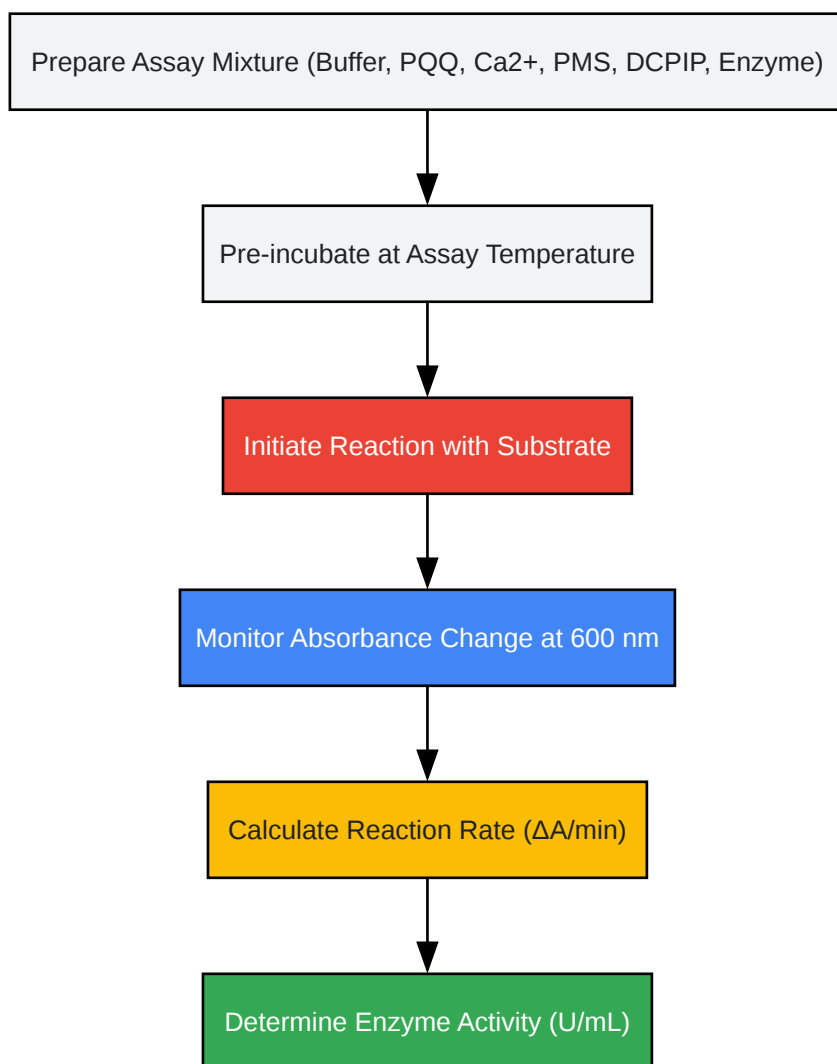 Prepare Assay Mixture (Buffer, PQQ, Ca2+, PMS, DCPIP, Enzyme)
Pre-incubate at Assay Temperature
Initiate Reaction with Substrate
Monitor Absorbance Change at 600 nm
Calculate Reaction Rate (ΔA/min)
Determine Enzyme Activity (U/mL)